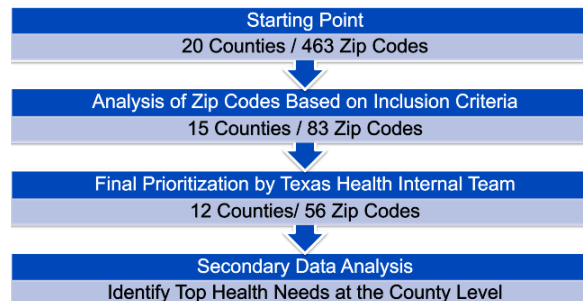 Starting Point
20 Counties / 463 Zip Codes
Analysis of Zip Codes Based on Inclusion Criteria
15 Counties / 83 Zip Codes
Final Prioritization by Texas Health Internal Team
12 Counties/ 56 Zip Codes
Secondary Data Analysis
Identify Top Health Needs at the County Level